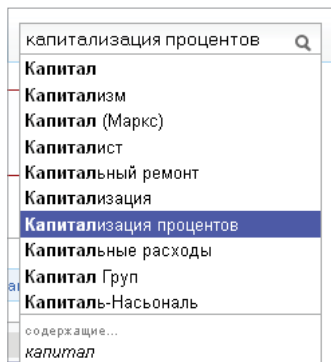 капитализация процентов
Капитал
Капитализм
Капитал (Маркс)
Капиталист
Капитальный ремонт
Капитализация
Капитализация процентов
Капитальные расходы
Капитал Груп
Капиталь-Насьональ
содержащие...
капитал